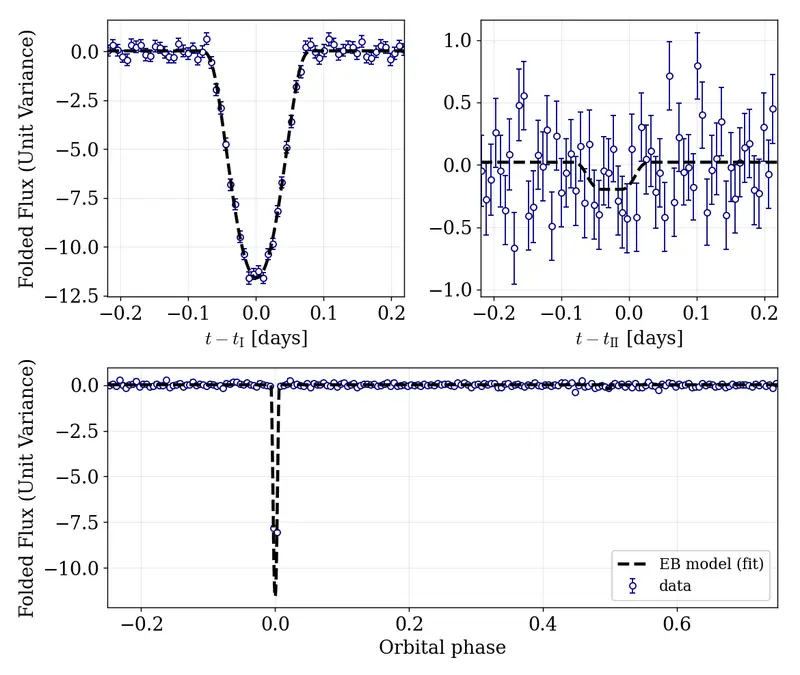 Folded Flux (Unit Variance)
0.0
−2.5
−5.0
−7.5
−10.0
−12.5
−0.2 −0.1 0.0 0.1 0.2
t − tI [days]
1.0
0.5
0.0
−0.5
−1.0
−0.2 −0.1 0.0 0.1 0.2
t − tII [days]
Folded Flux (Unit Variance)
0.0
−2.5
−5.0
−7.5
−10.0
−0.2 0.0 0.2 0.4 0.6
Orbital phase
EB model (fit)
data